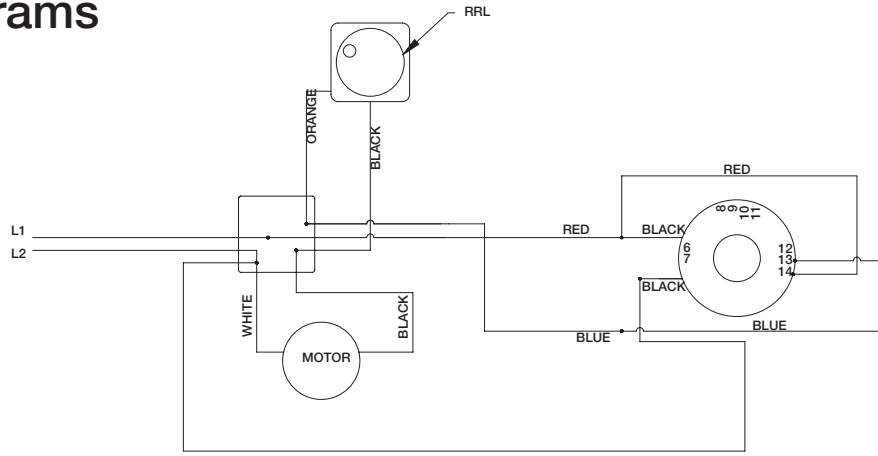 rams
RRL
ORANGE
BLACK
RED
L1
RED
BLACK
8
9
10
11
6
7
12
13
14
L2
BLACK
WHITE
BLACK
BLUE
BLUE
MOTOR